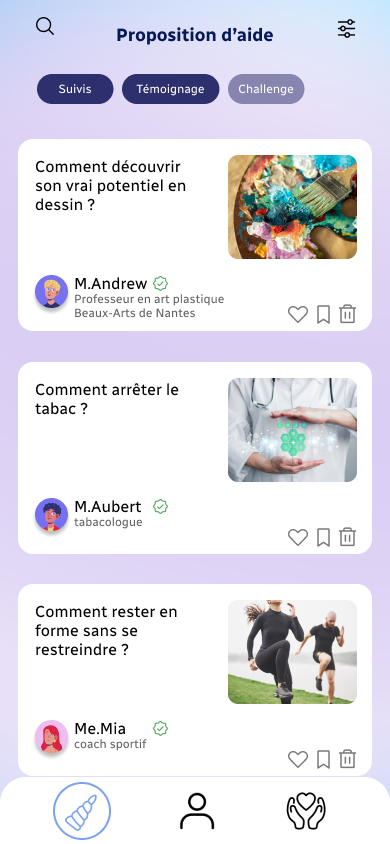 Proposition d’aide
Suivis
Témoignage
Challenge
Comment découvrir
son vrai potentiel en
dessin ?
M.Andrew
Professeur en art plastique
Beaux-Arts de Nantes
Comment arrêter le
tabac ?
M.Aubert
tabacologue
Comment rester en
forme sans se
restreindre ?
Me.Mia
coach sportif